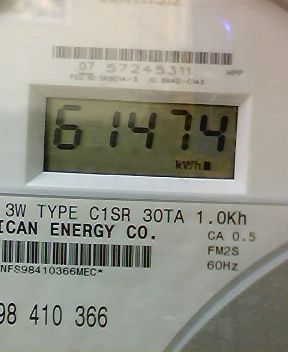 07 57245311
61474
kWh
3W TYPE C1SR 30TA 1.0Kh
ICAN ENERGY CO.
CA 0.5
FM2S
60Hz
NFS98410366MEC*
98 410 366